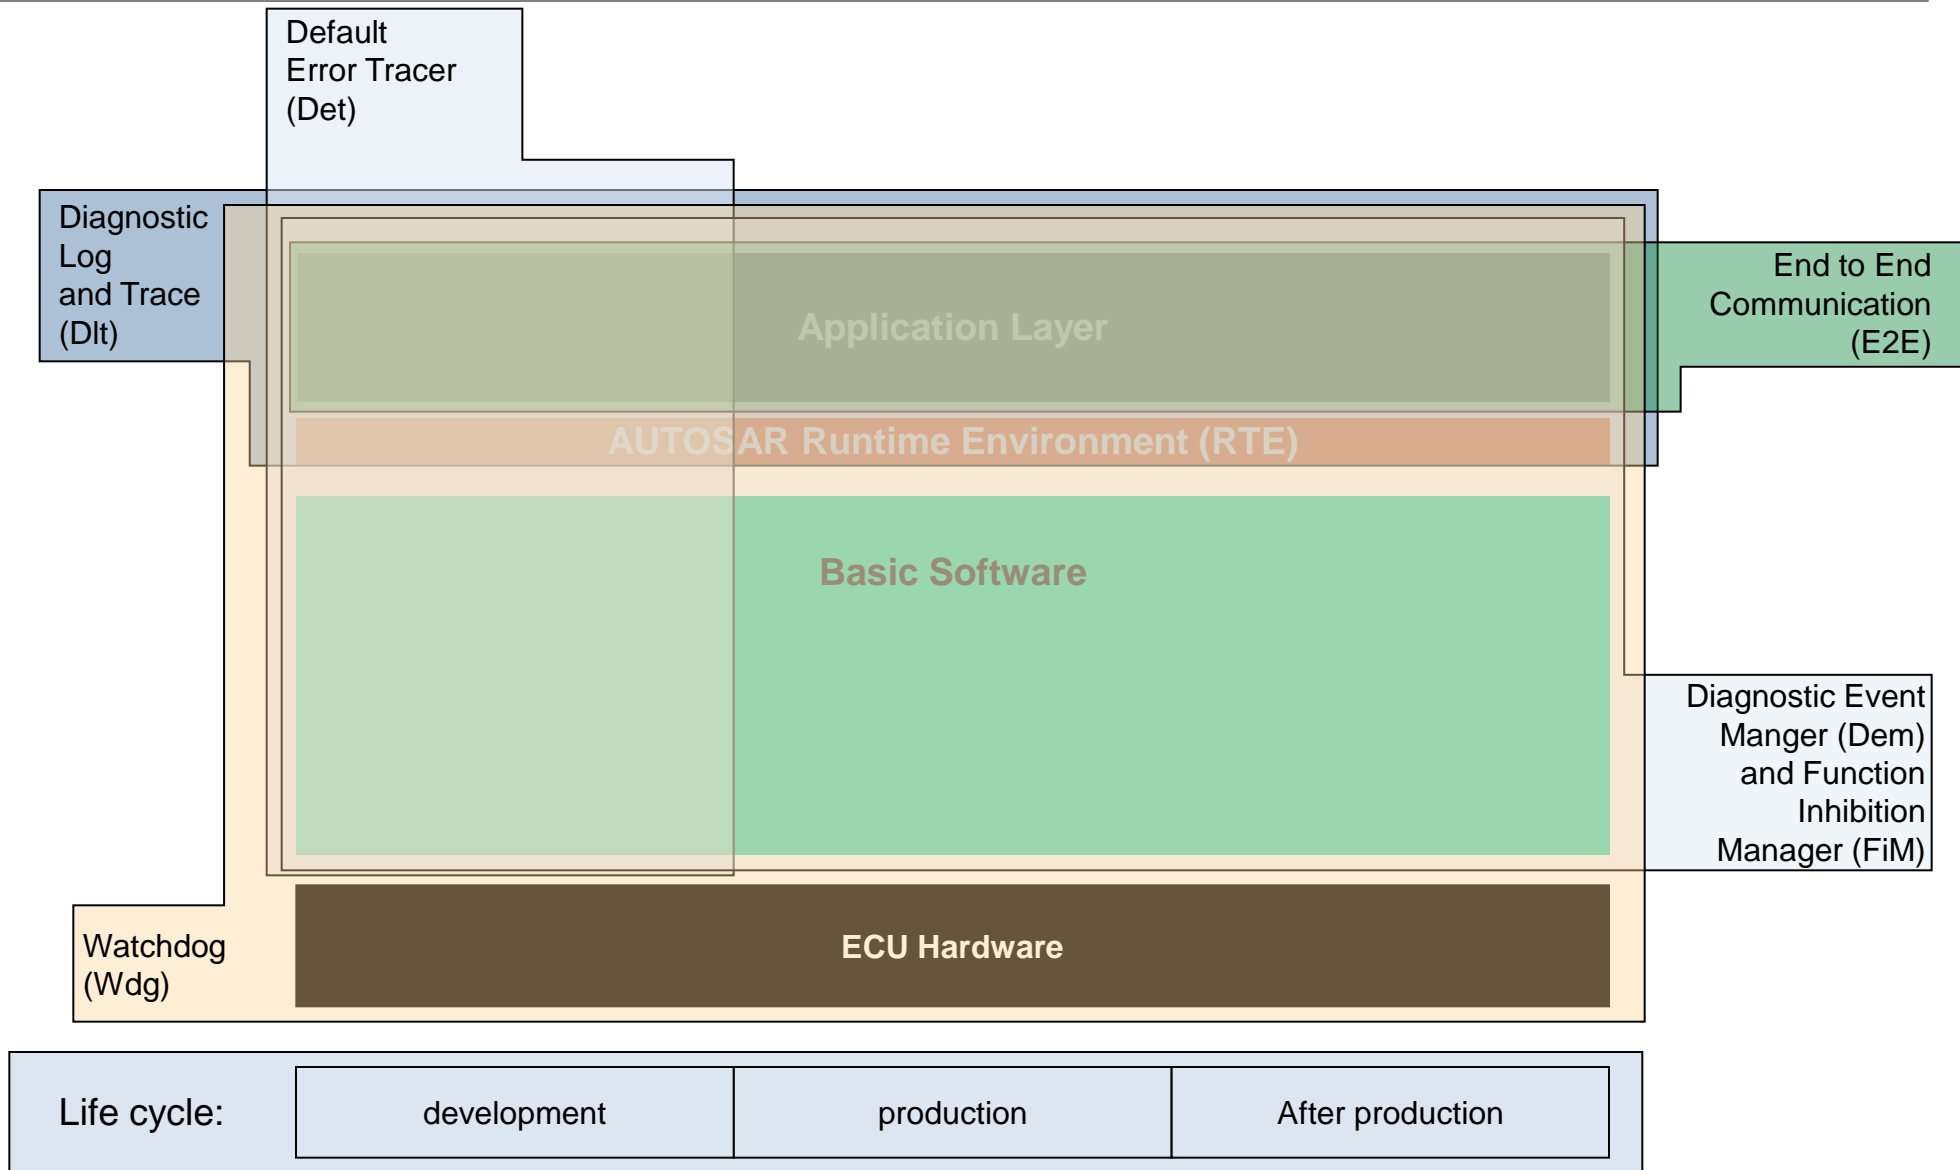 Default
Error Tracer
(Det)
Diagnostic
Log
and Trace
(Dlt)
End to End
Communication
(E2E)
Application Layer
AUTOSAR Runtime Environment (RTE)
Basic Software
Diagnostic Event
Manger (Dem)
and Function
Inhibition
Manager (FiM)
Watchdog
(Wdg)
ECU Hardware
Life cycle:
development
production
After production